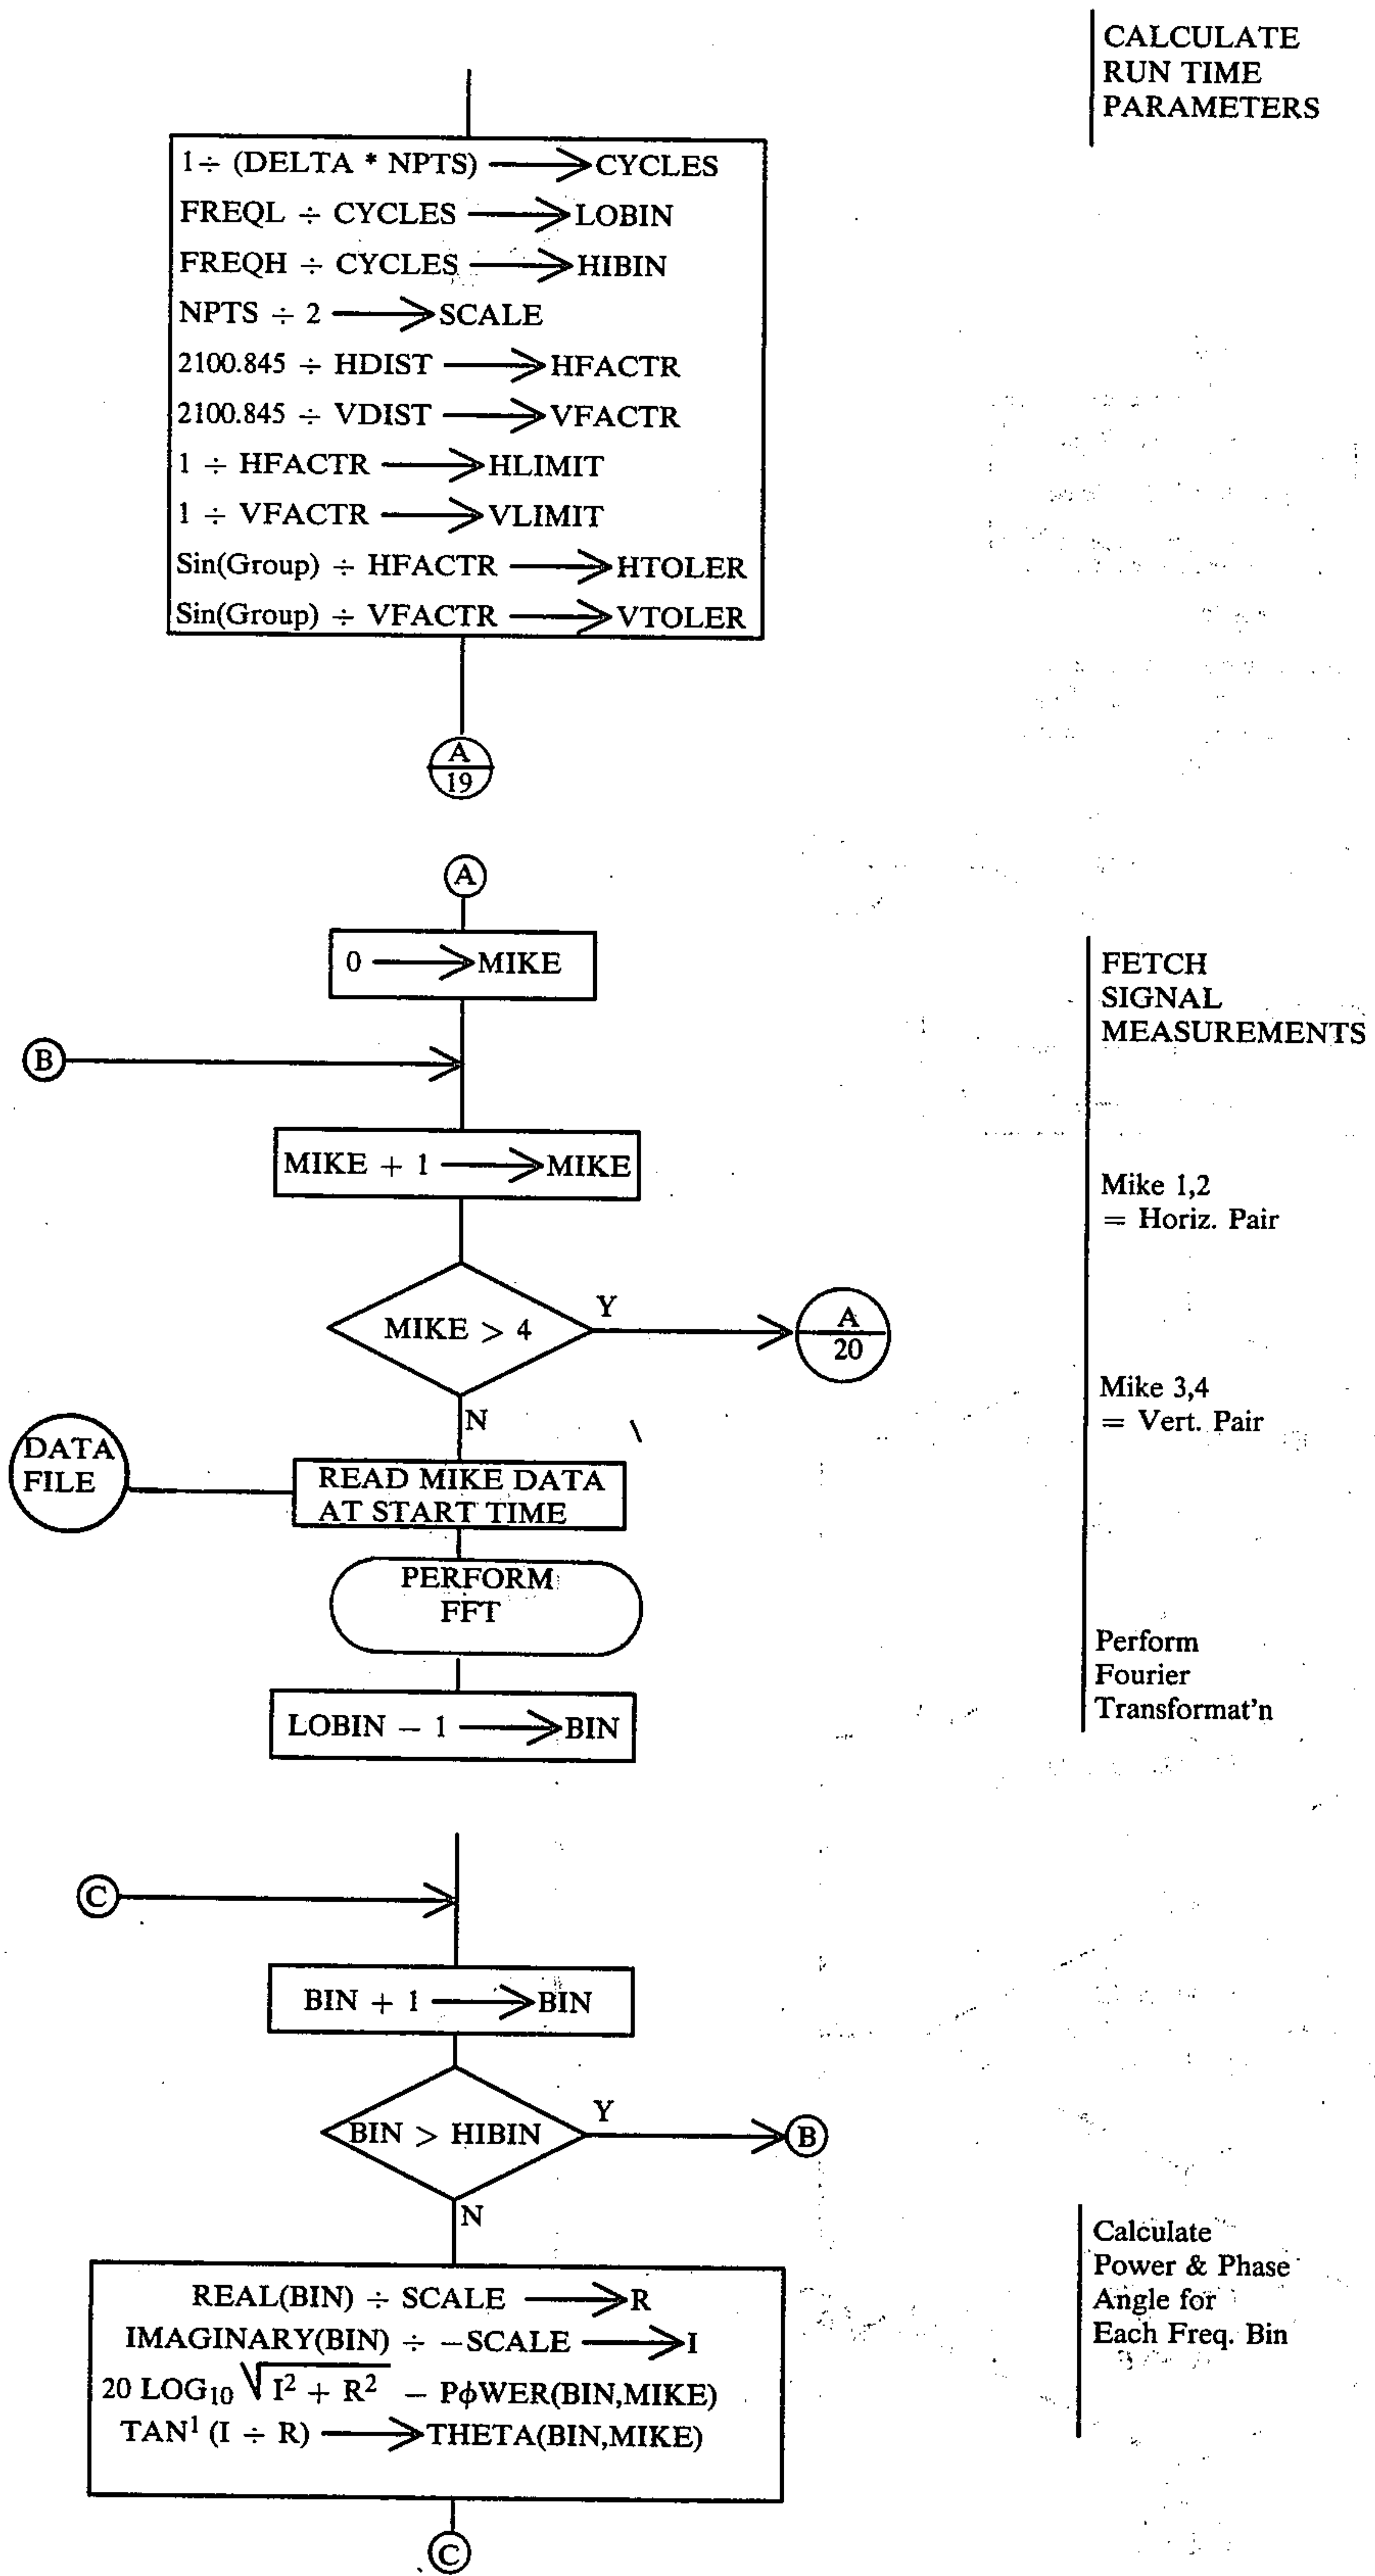 CALCULATE
RUN TIME
PARAMETERS
1 ÷ (DELTA * NPTS) ⟶ CYCLES
FREQL ÷ CYCLES ⟶ LOBIN
FREQH ÷ CYCLES ⟶ HIBIN
NPTS ÷ 2 ⟶ SCALE
2100.845 ÷ HDIST ⟶ HFACTR
2100.845 ÷ VDIST ⟶ VFACTR
1 ÷ HFACTR ⟶ HLIMIT
1 ÷ VFACTR ⟶ VLIMIT
Sin(Group) ÷ HFACTR ⟶ HTOLER
Sin(Group) ÷ VFACTR ⟶ VTOLER
A
19
A
0 ⟶ MIKE
FETCH
SIGNAL
MEASUREMENTS
B
MIKE + 1 ⟶ MIKE
Mike 1,2
= Horiz. Pair
MIKE > 4
Y
A
20
N
Mike 3,4
= Vert. Pair
DATA
FILE
READ MIKE DATA
AT START TIME
PERFORM
FFT
Perform
Fourier
Transformat'n
LOBIN − 1 ⟶ BIN
C
BIN + 1 ⟶ BIN
BIN > HIBIN
Y
B
N
Calculate
Power & Phase
Angle for
Each Freq. Bin
REAL(BIN) ÷ SCALE ⟶ R
IMAGINARY(BIN) ÷ −SCALE ⟶ I
20 LOG₁₀ √I² + R² − PϕWER(BIN,MIKE)
TAN¹ (I ÷ R) ⟶ THETA(BIN,MIKE)
C